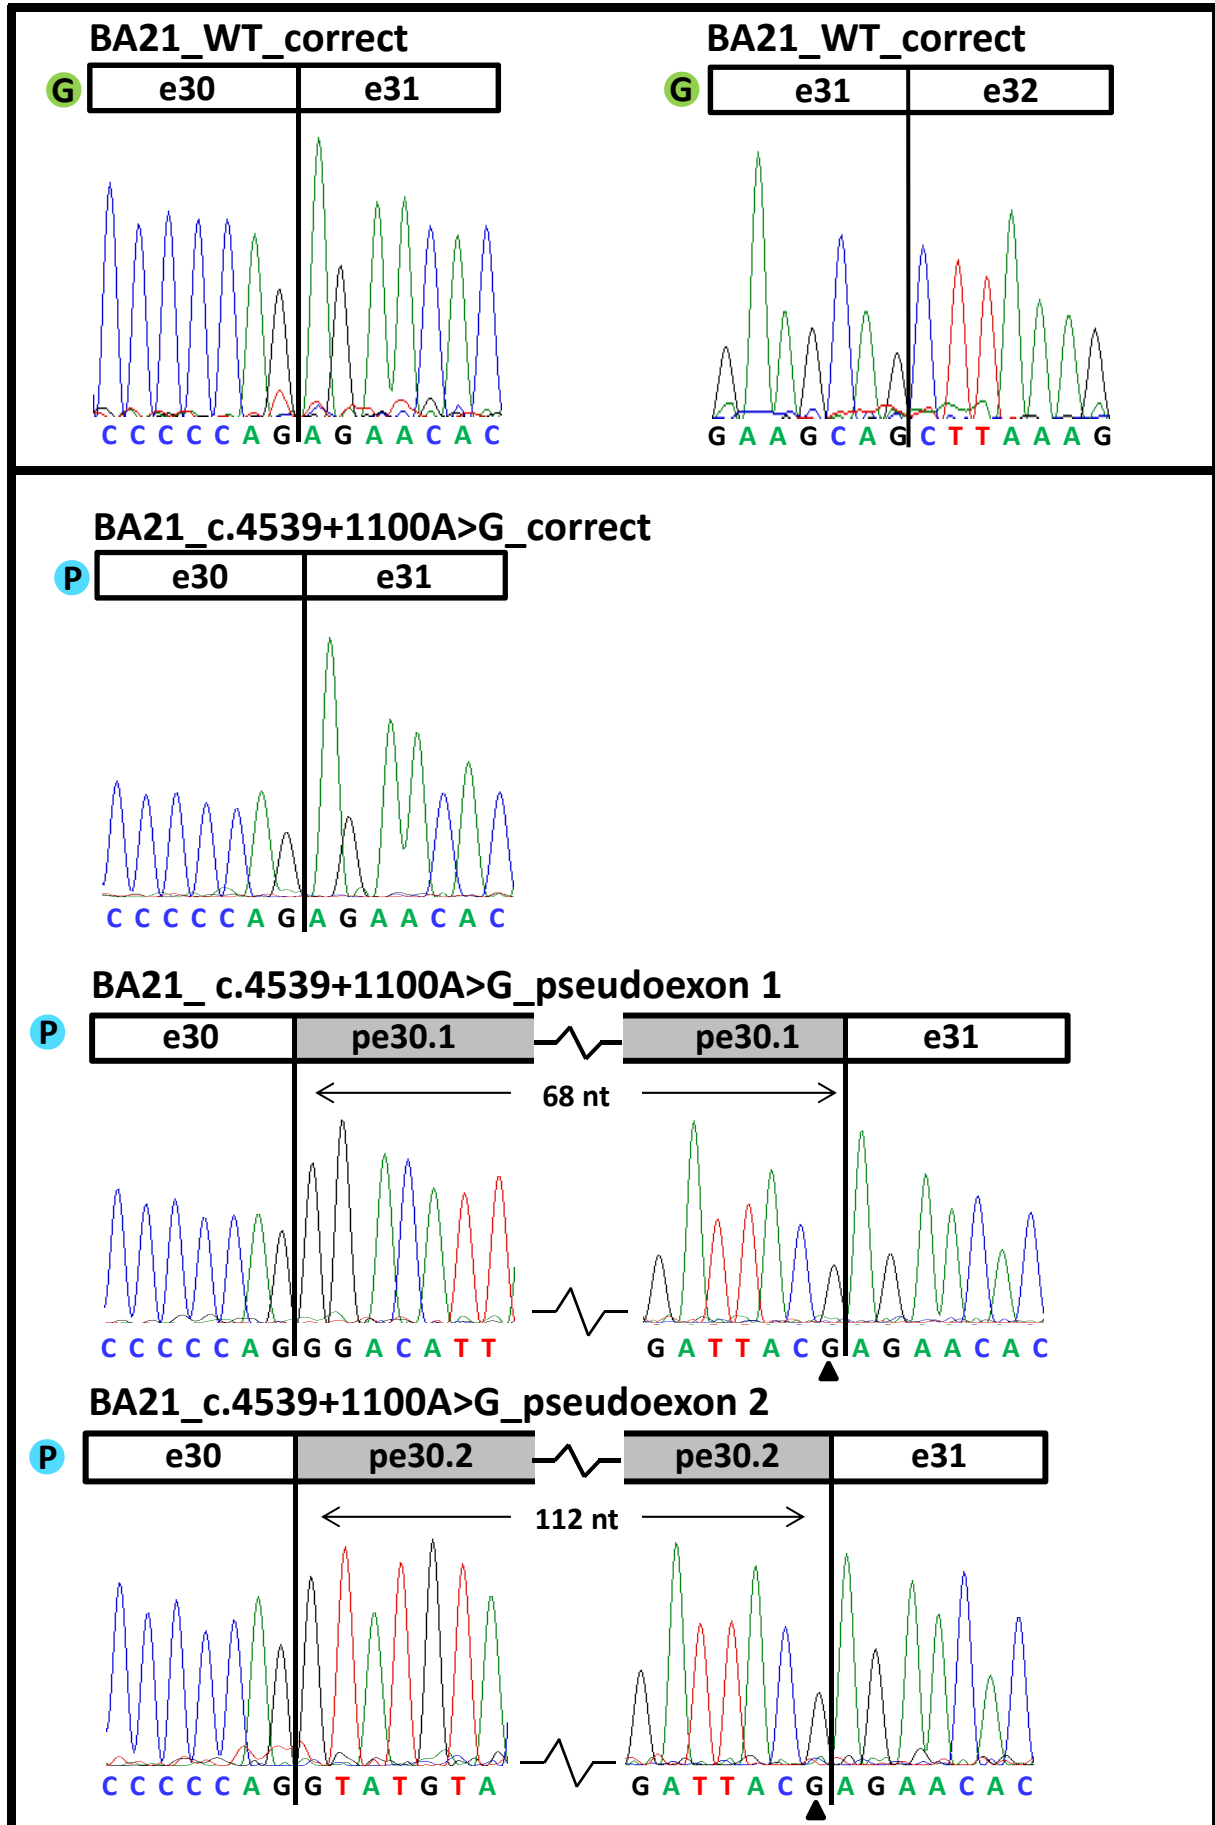 BA21_WT_correct
G e30 e31
C C C C C A G A G A A C A C
BA21_WT_correct
G e31 e32
G A A G C A G C T T A A A G
BA21_c.4539+1100A>G_correct
P e30 e31
C C C C C A G A G A A C A C
BA21_ c.4539+1100A>G_pseudoexon 1
P e30 pe30.1 pe30.1 e31
68 nt
C C C C C A G G G A C A T T G A T T A C G A G A A C A C
BA21_c.4539+1100A>G_pseudoexon 2
P e30 pe30.2 pe30.2 e31
112 nt
C C C C C A G G T A T G T A G A T T A C G A G A A C A C